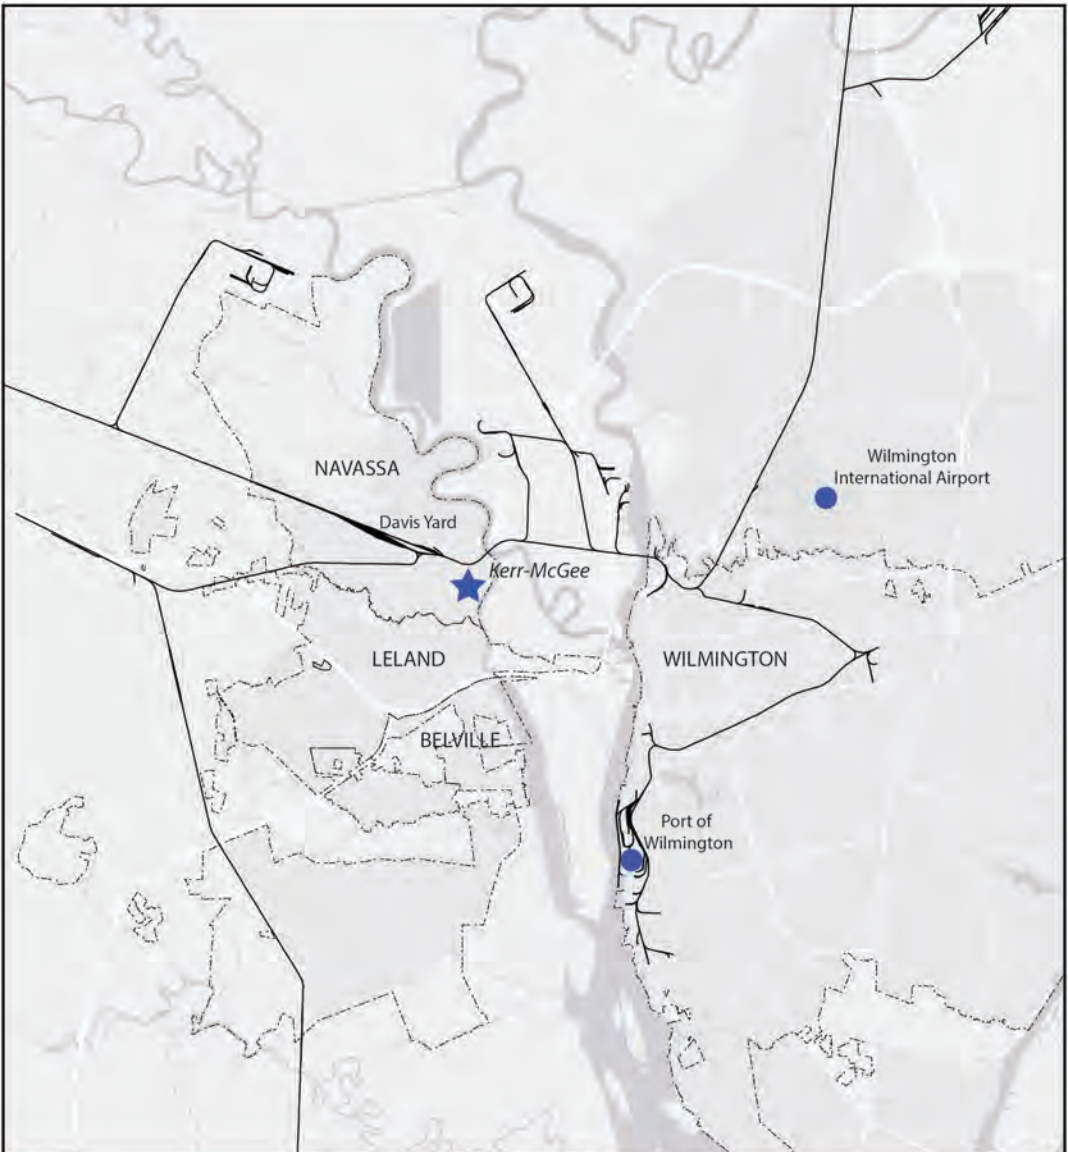 Wilmington
International Airport
NAVASSA
Davis Yard
Kerr-McGee
LELAND
WILMINGTON
BELVILLE
Port of
Wilmington